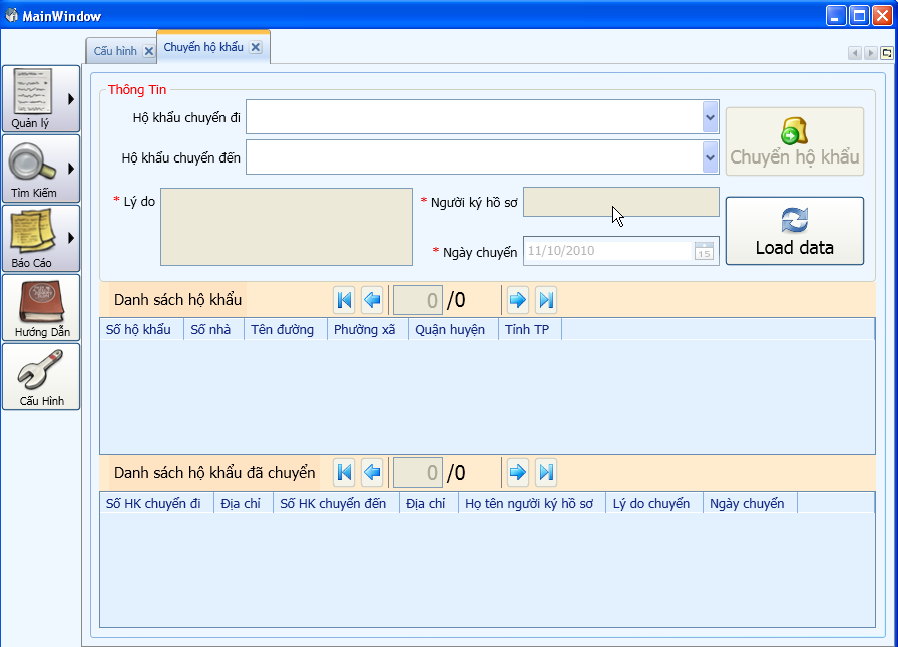 MainWindow
Cấu hình
Chuyển hộ khẩu
Quản lý
Tìm Kiếm
Báo Cáo
Hướng Dẫn
Cấu Hình
Thông Tin
Hộ khẩu chuyển đi
Hộ khẩu chuyển đến
Chuyển hộ khẩu
* Lý do
* Người ký hồ sơ
* Ngày chuyển 11/10/2010 15
Load data
Danh sách hộ khẩu 0 /0
Số hộ khẩu Số nhà Tên đường Phường xã Quận huyện Tỉnh TP
Danh sách hộ khẩu đã chuyển 0 /0
Số HK chuyển đi Địa chỉ Số HK chuyển đến Địa chỉ Họ tên người ký hồ sơ Lý do chuyển Ngày chuyển